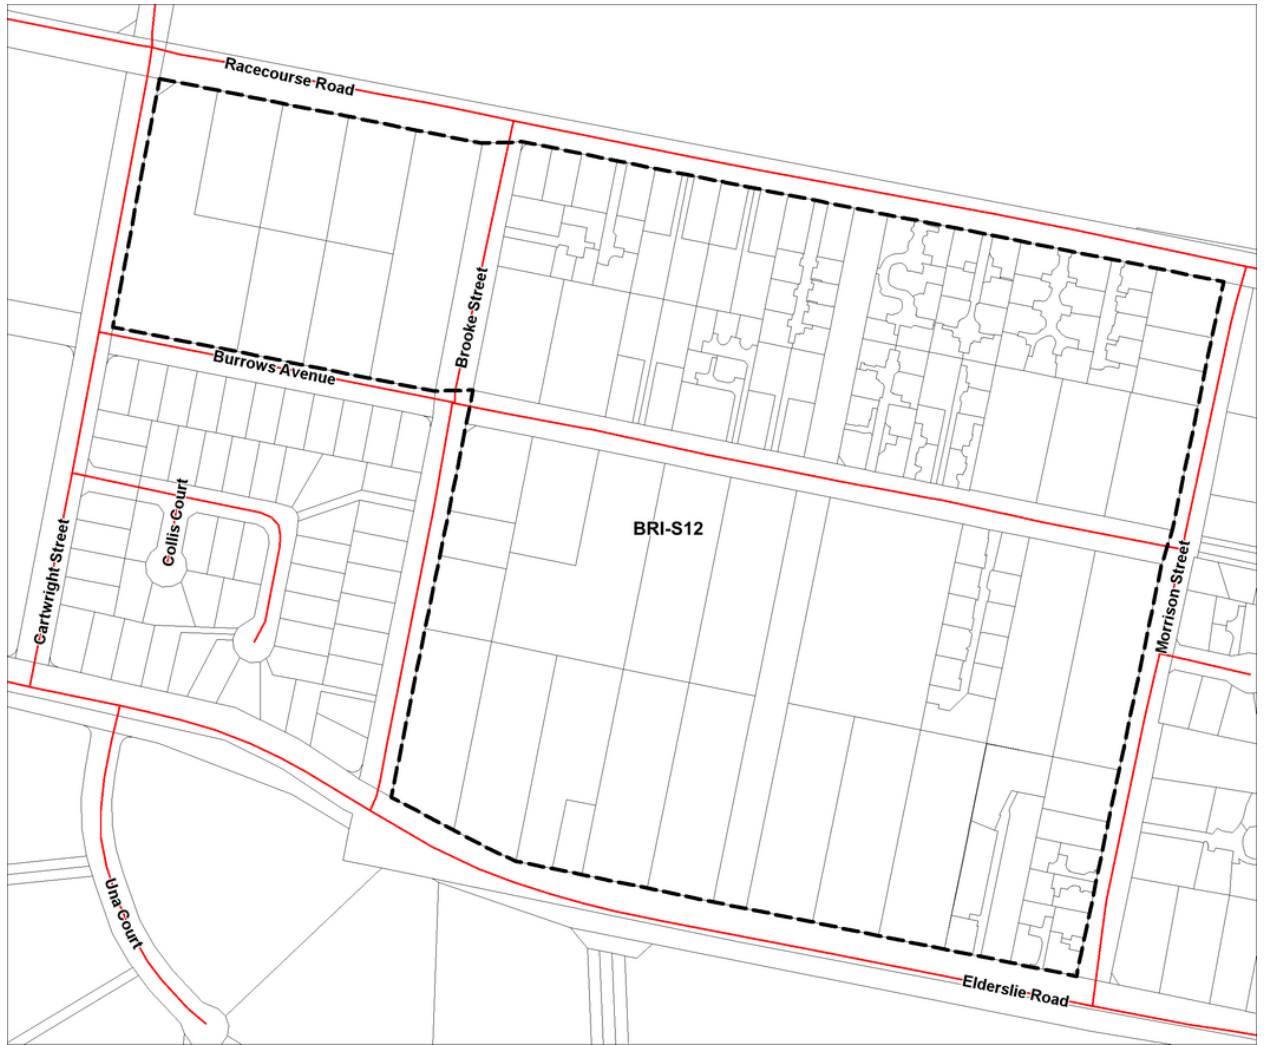 Racecourse Road
Brooke Street
Burrows Avenue
Collis Court
Cartwright Street
BRI-S12
Morrison Street
Una Court
Elderslie Road